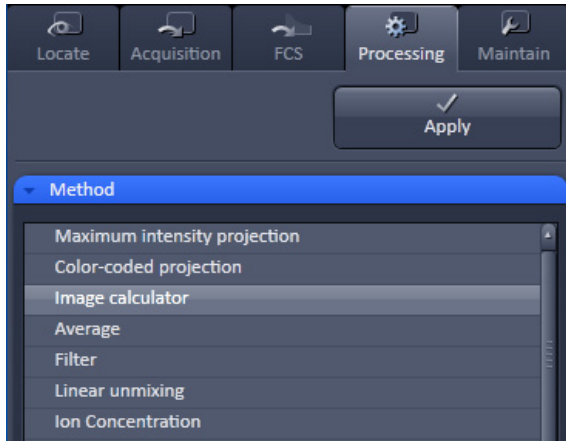 Locate Acquisition FCS Processing Maintain
Apply
Method
Maximum intensity projection
Color-coded projection
Image calculator
Average
Filter
Linear unmixing
Ion Concentration